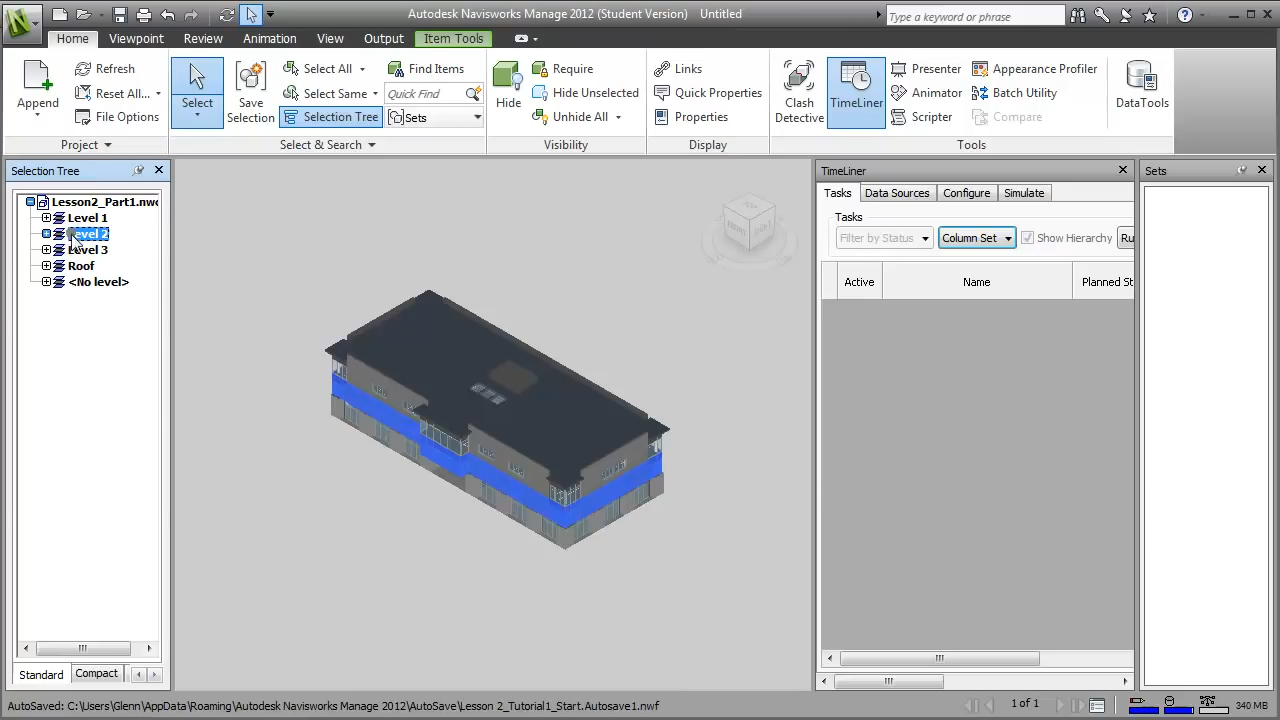 Autodesk Navisworks Manage 2012 (Student Version) Untitled
Type a keyword or phrase
Home Viewpoint Review Animation View Output Item Tools
Append
Refresh
Reset All...
File Options
Project
Select
Save Selection
Select All
Select Same
Selection Tree
Find Items
Quick Find
Sets
Select & Search
Hide
Require
Hide Unselected
Unhide All
Visibility
Links
Quick Properties
Properties
Display
Clash Detective
TimeLiner
Presenter
Animator
Scripter
Appearance Profiler
Batch Utility
Compare
DataTools
Tools
Selection Tree
Lesson2_Part1.nwc
Level 1
Level 2
Level 3
Roof
<No level>
Standard Compact
TimeLiner
Tasks Data Sources Configure Simulate
Tasks
Filter by Status Column Set Show Hierarchy Ru
Active Name Planned St
Sets
AutoSaved: C:\Users\Glenn\AppData\Roaming\Autodesk Navisworks Manage 2012\AutoSave\Lesson 2_Tutorial1_Start.Autosave1.nwf
1 of 1
340 MB